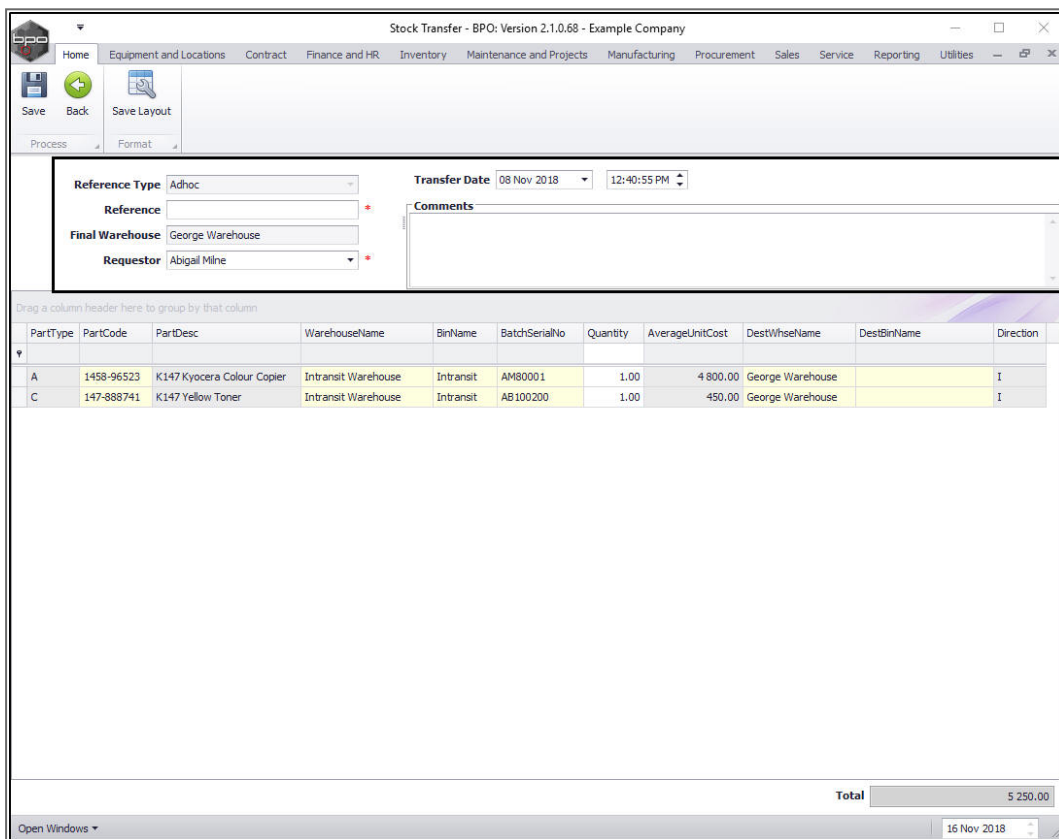 Stock Transfer - BPO: Version 2.1.0.68 - Example Company
bpo
Home Equipment and Locations Contract Finance and HR Inventory Maintenance and Projects Manufacturing Procurement Sales Service Reporting Utilities
Save Back Save Layout
Process Format
Reference Type Adhoc Transfer Date 08 Nov 2018 12:40:55 PM
Reference * Comments
Final Warehouse George Warehouse
Requestor Abigail Milne *
Drag a column header here to group by that column
PartType PartCode PartDesc WarehouseName BinName BatchSerialNo Quantity AverageUnitCost DestWhseName DestBinName Direction
A 1458-96523 K147 Kyocera Colour Copier Intransit Warehouse Intransit AM80001 1.00 4 800.00 George Warehouse I
C 147-888741 K147 Yellow Toner Intransit Warehouse Intransit AB100200 1.00 450.00 George Warehouse I
Total 5 250.00
Open Windows 16 Nov 2018